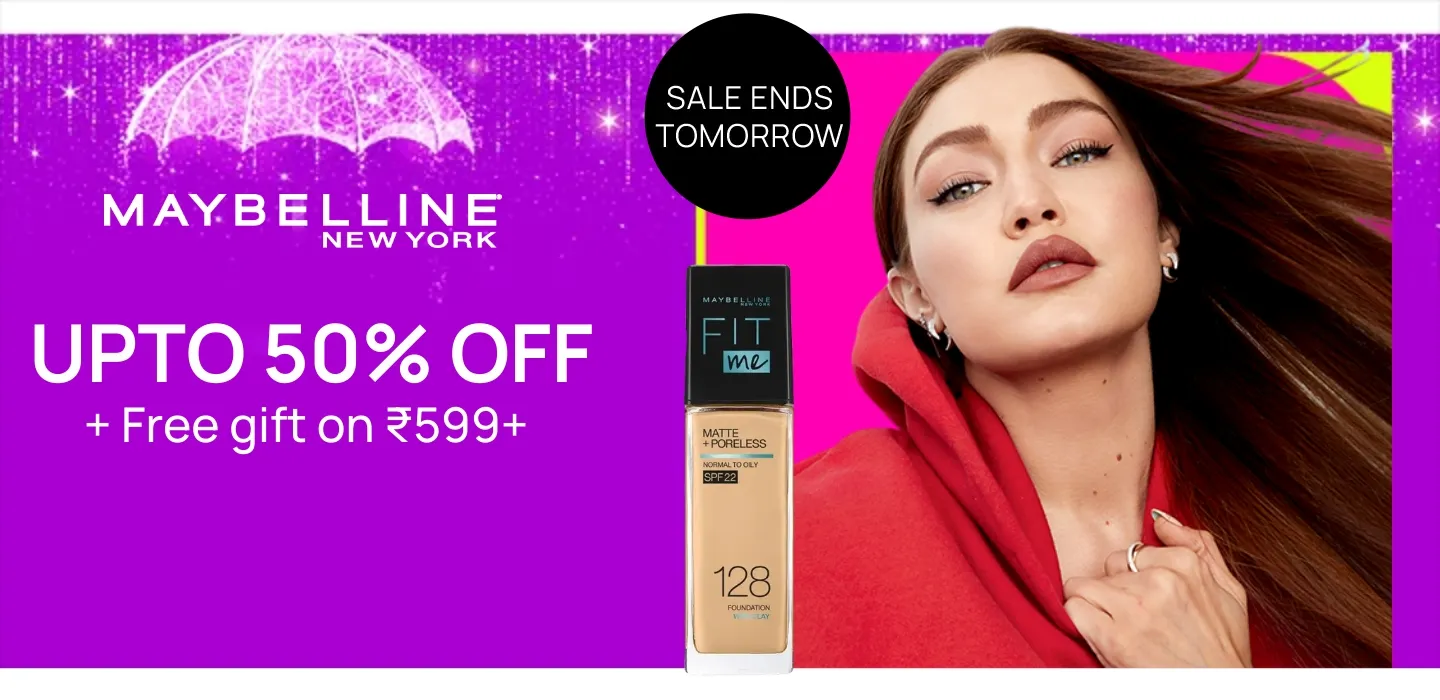 SALE ENDS
TOMORROW
MAYBELLINE
NEW YORK
UPTO 50% OFF
+ Free gift on ₹599+
MAYBELLINE
NEW YORK
FIT
me
MATTE
+ PORELESS
NORMAL TO OILY
SPF 22
128
FOUNDATION